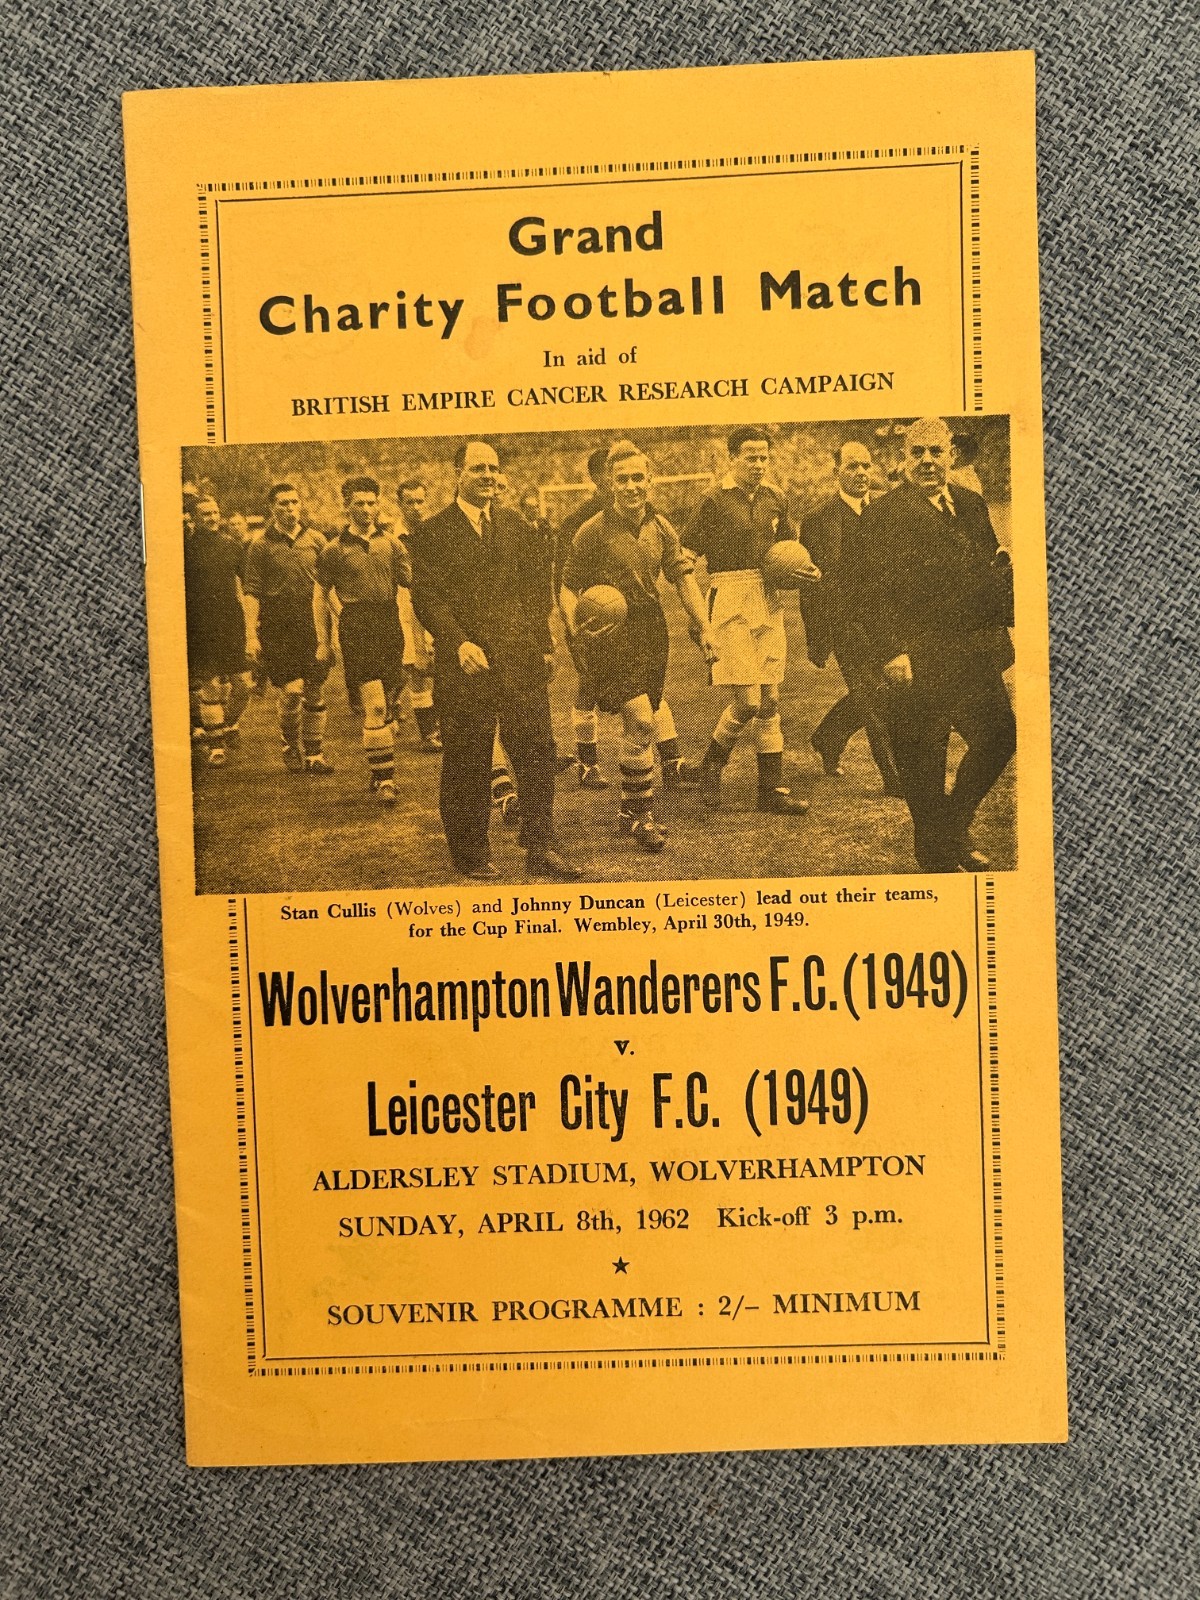 Grand
Charity Football Match
In aid of
BRITISH EMPIRE CANCER RESEARCH CAMPAIGN
Stan Cullis (Wolves) and Johnny Duncan (Leicester) lead out their teams,
for the Cup Final. Wembley, April 30th, 1949.
Wolverhampton Wanderers F.C. (1949)
v.
Leicester City F.C. (1949)
ALDERSLEY STADIUM, WOLVERHAMPTON
SUNDAY, APRIL 8th, 1962 Kick-off 3 p.m.
SOUVENIR PROGRAMME : 2/– MINIMUM